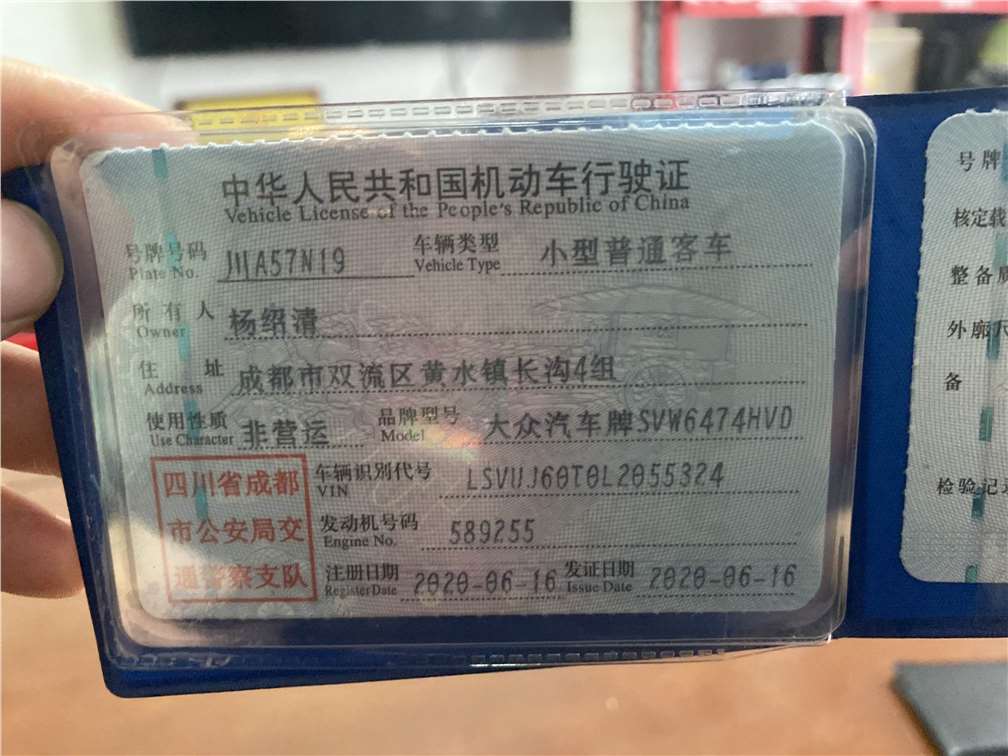 中华人民共和国机动车行驶证
Vehicle License of the People's Republic of China
号牌号码 川A57N19 车辆类型 小型普通客车
Plate No. Vehicle Type
所有人 杨绍清
Owner
住址 成都市双流区黄水镇长沟4组
Address
使用性质 非营运 品牌型号 大众汽车牌SVW6474HVD
Use Character Model
四川省成都
市公安局交
通警察支队
车辆识别代号 LSVUJ60T0L2055324
VIN
发动机号码 589255
Engine No.
注册日期 2020-06-16 发证日期 2020-06-16
Register Date Issue Date
号牌
核定载
整备质
外廓尺
备
检验记录